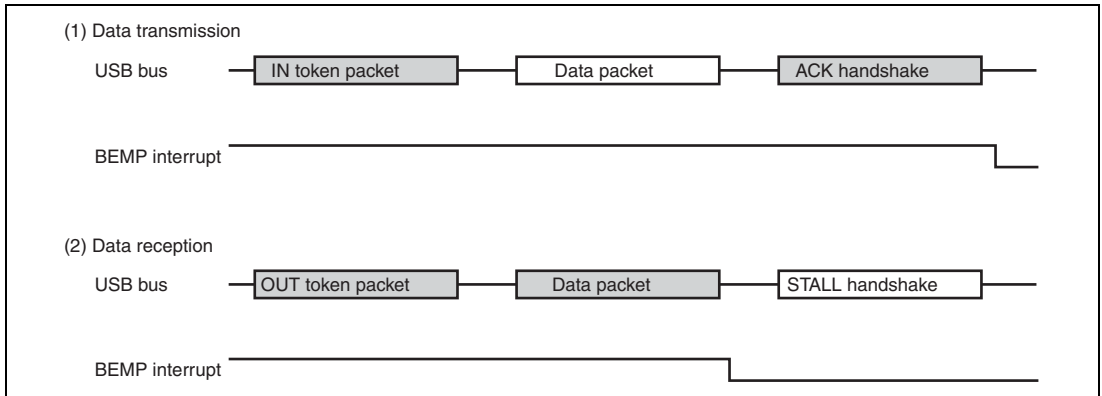 (1) Data transmission
USB bus IN token packet Data packet ACK handshake
BEMP interrupt
(2) Data reception
USB bus OUT token packet Data packet STALL handshake
BEMP interrupt